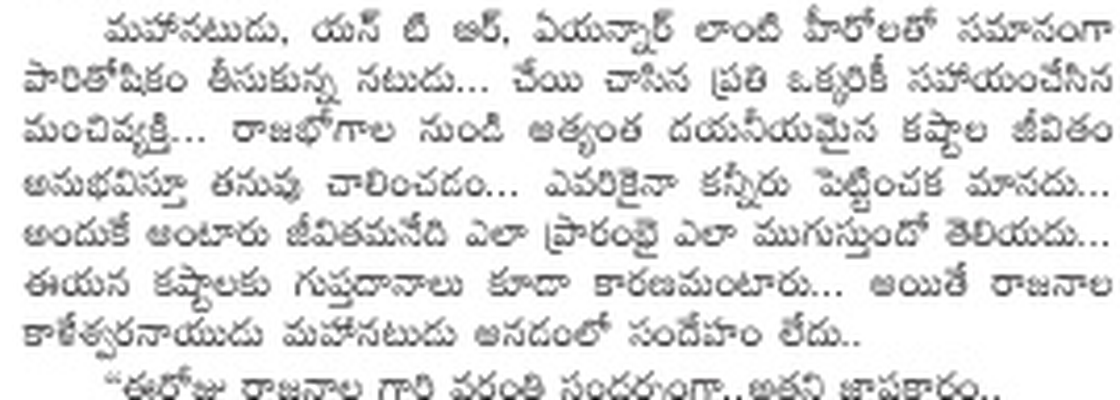 మహానటుడు, యన్ టి ఆర్, ఏయన్నార్ లాంటి హీరోలతో సమానంగా
పారితోషికం తీసుకున్న నటుడు... చేయి చాసిన ప్రతి ఒక్కరికీ సహాయంచేసిన
మంచివ్యక్తి... రాజభోగాల నుండి అత్యంత దయనీయమైన కష్టాల జీవితం
అనుభవిస్తూ తనువు చాలించడం... ఎవరికైనా కన్నీరు పెట్టించక మానదు...
అందుకే అంటారు జీవితమనేది ఎలా ప్రారంభై ఎలా ముగుస్తుందో తెలియదు...
ఈయన కష్టాలకు గుప్తదానాలు కూడా కారణమంటారు... అయితే రాజనాల
కాళేశ్వరనాయుడు మహానటుడు అనడంలో సందేహం లేదు..
“ఈరోజు రాజనాల గారి వర్ధంతి సందర్భంగా..అతని జ్ఞాపకార్థం..